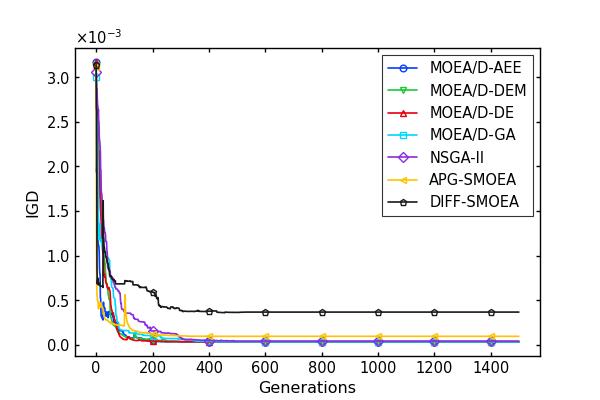 ×10⁻³
3.0
2.5
2.0
1.5
1.0
0.5
0.0
IGD
0 200 400 600 800 1000 1200 1400
Generations
MOEA/D-AEE
MOEA/D-DEM
MOEA/D-DE
MOEA/D-GA
NSGA-II
APG-SMOEA
DIFF-SMOEA